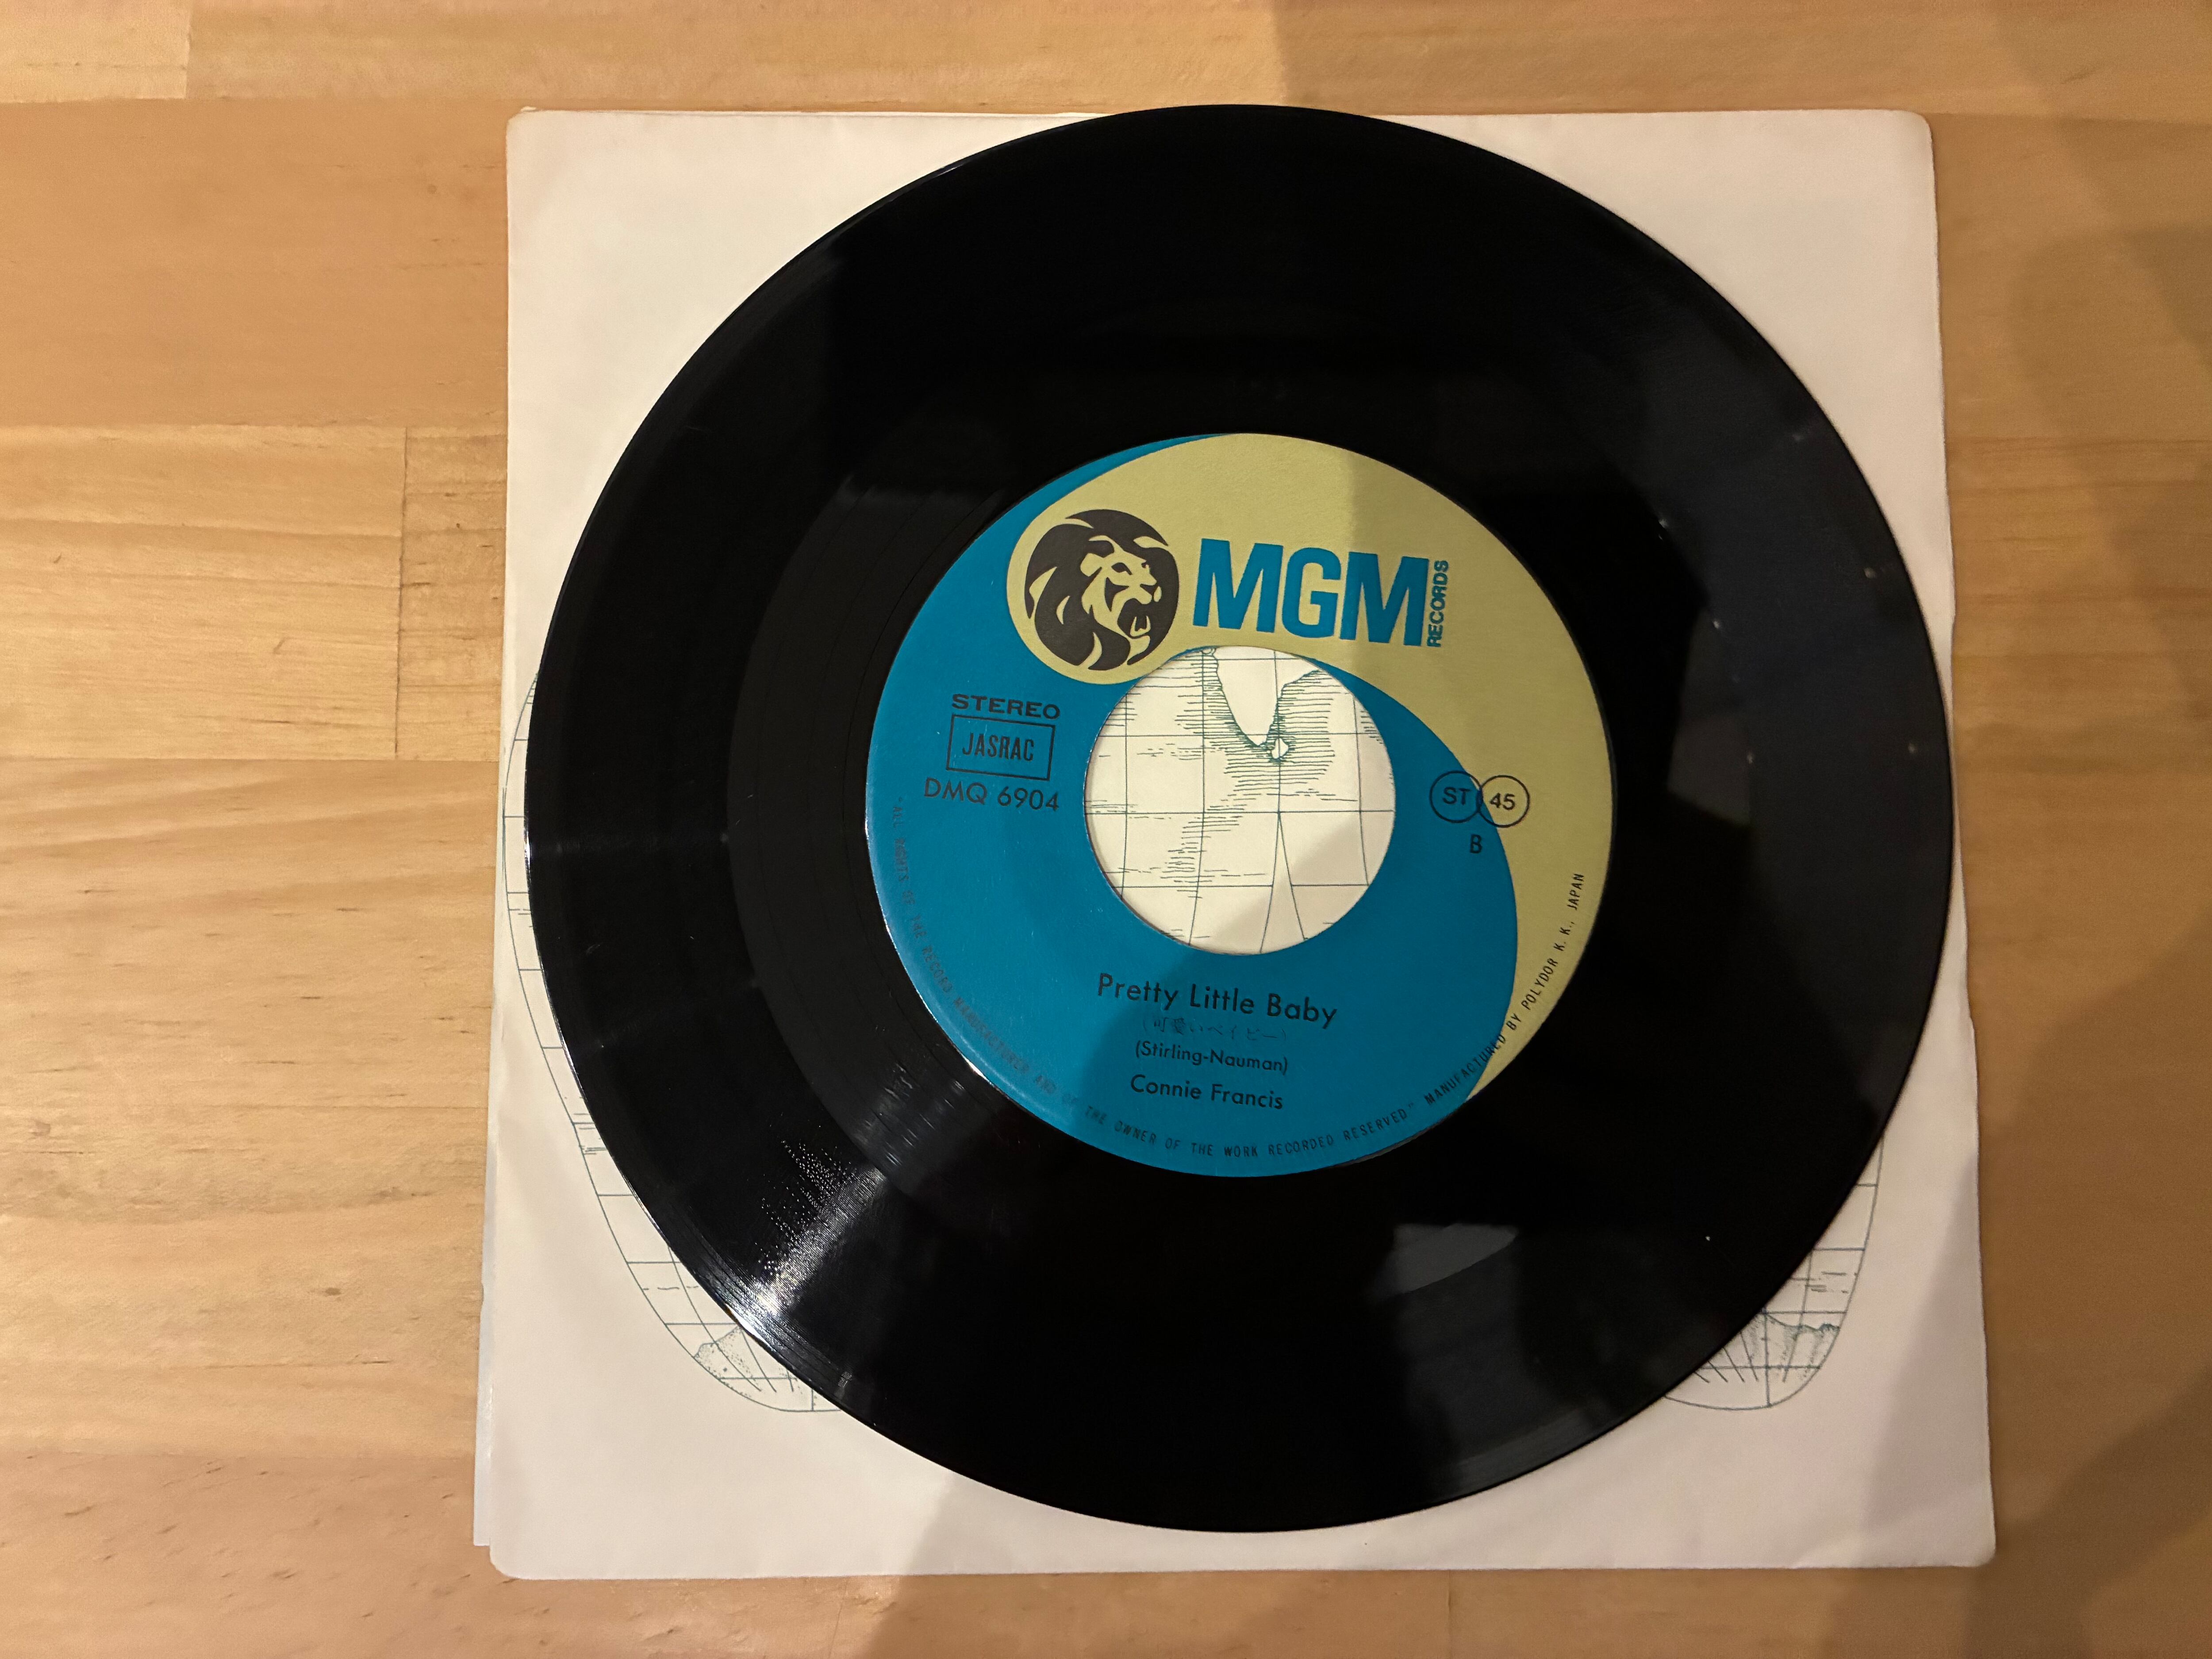 MGM
RECORDS
STEREO
JASRAC
DMQ 6904
ST 45
B
Pretty Little Baby
(可愛いベイビー)
(Stirling-Nauman)
Connie Francis
"ALL RIGHTS OF THE RECORD MANUFACTURER AND OF THE OWNER OF THE WORK RECORDED RESERVED" MANUFACTURED BY POLYDOR K. K., JAPAN